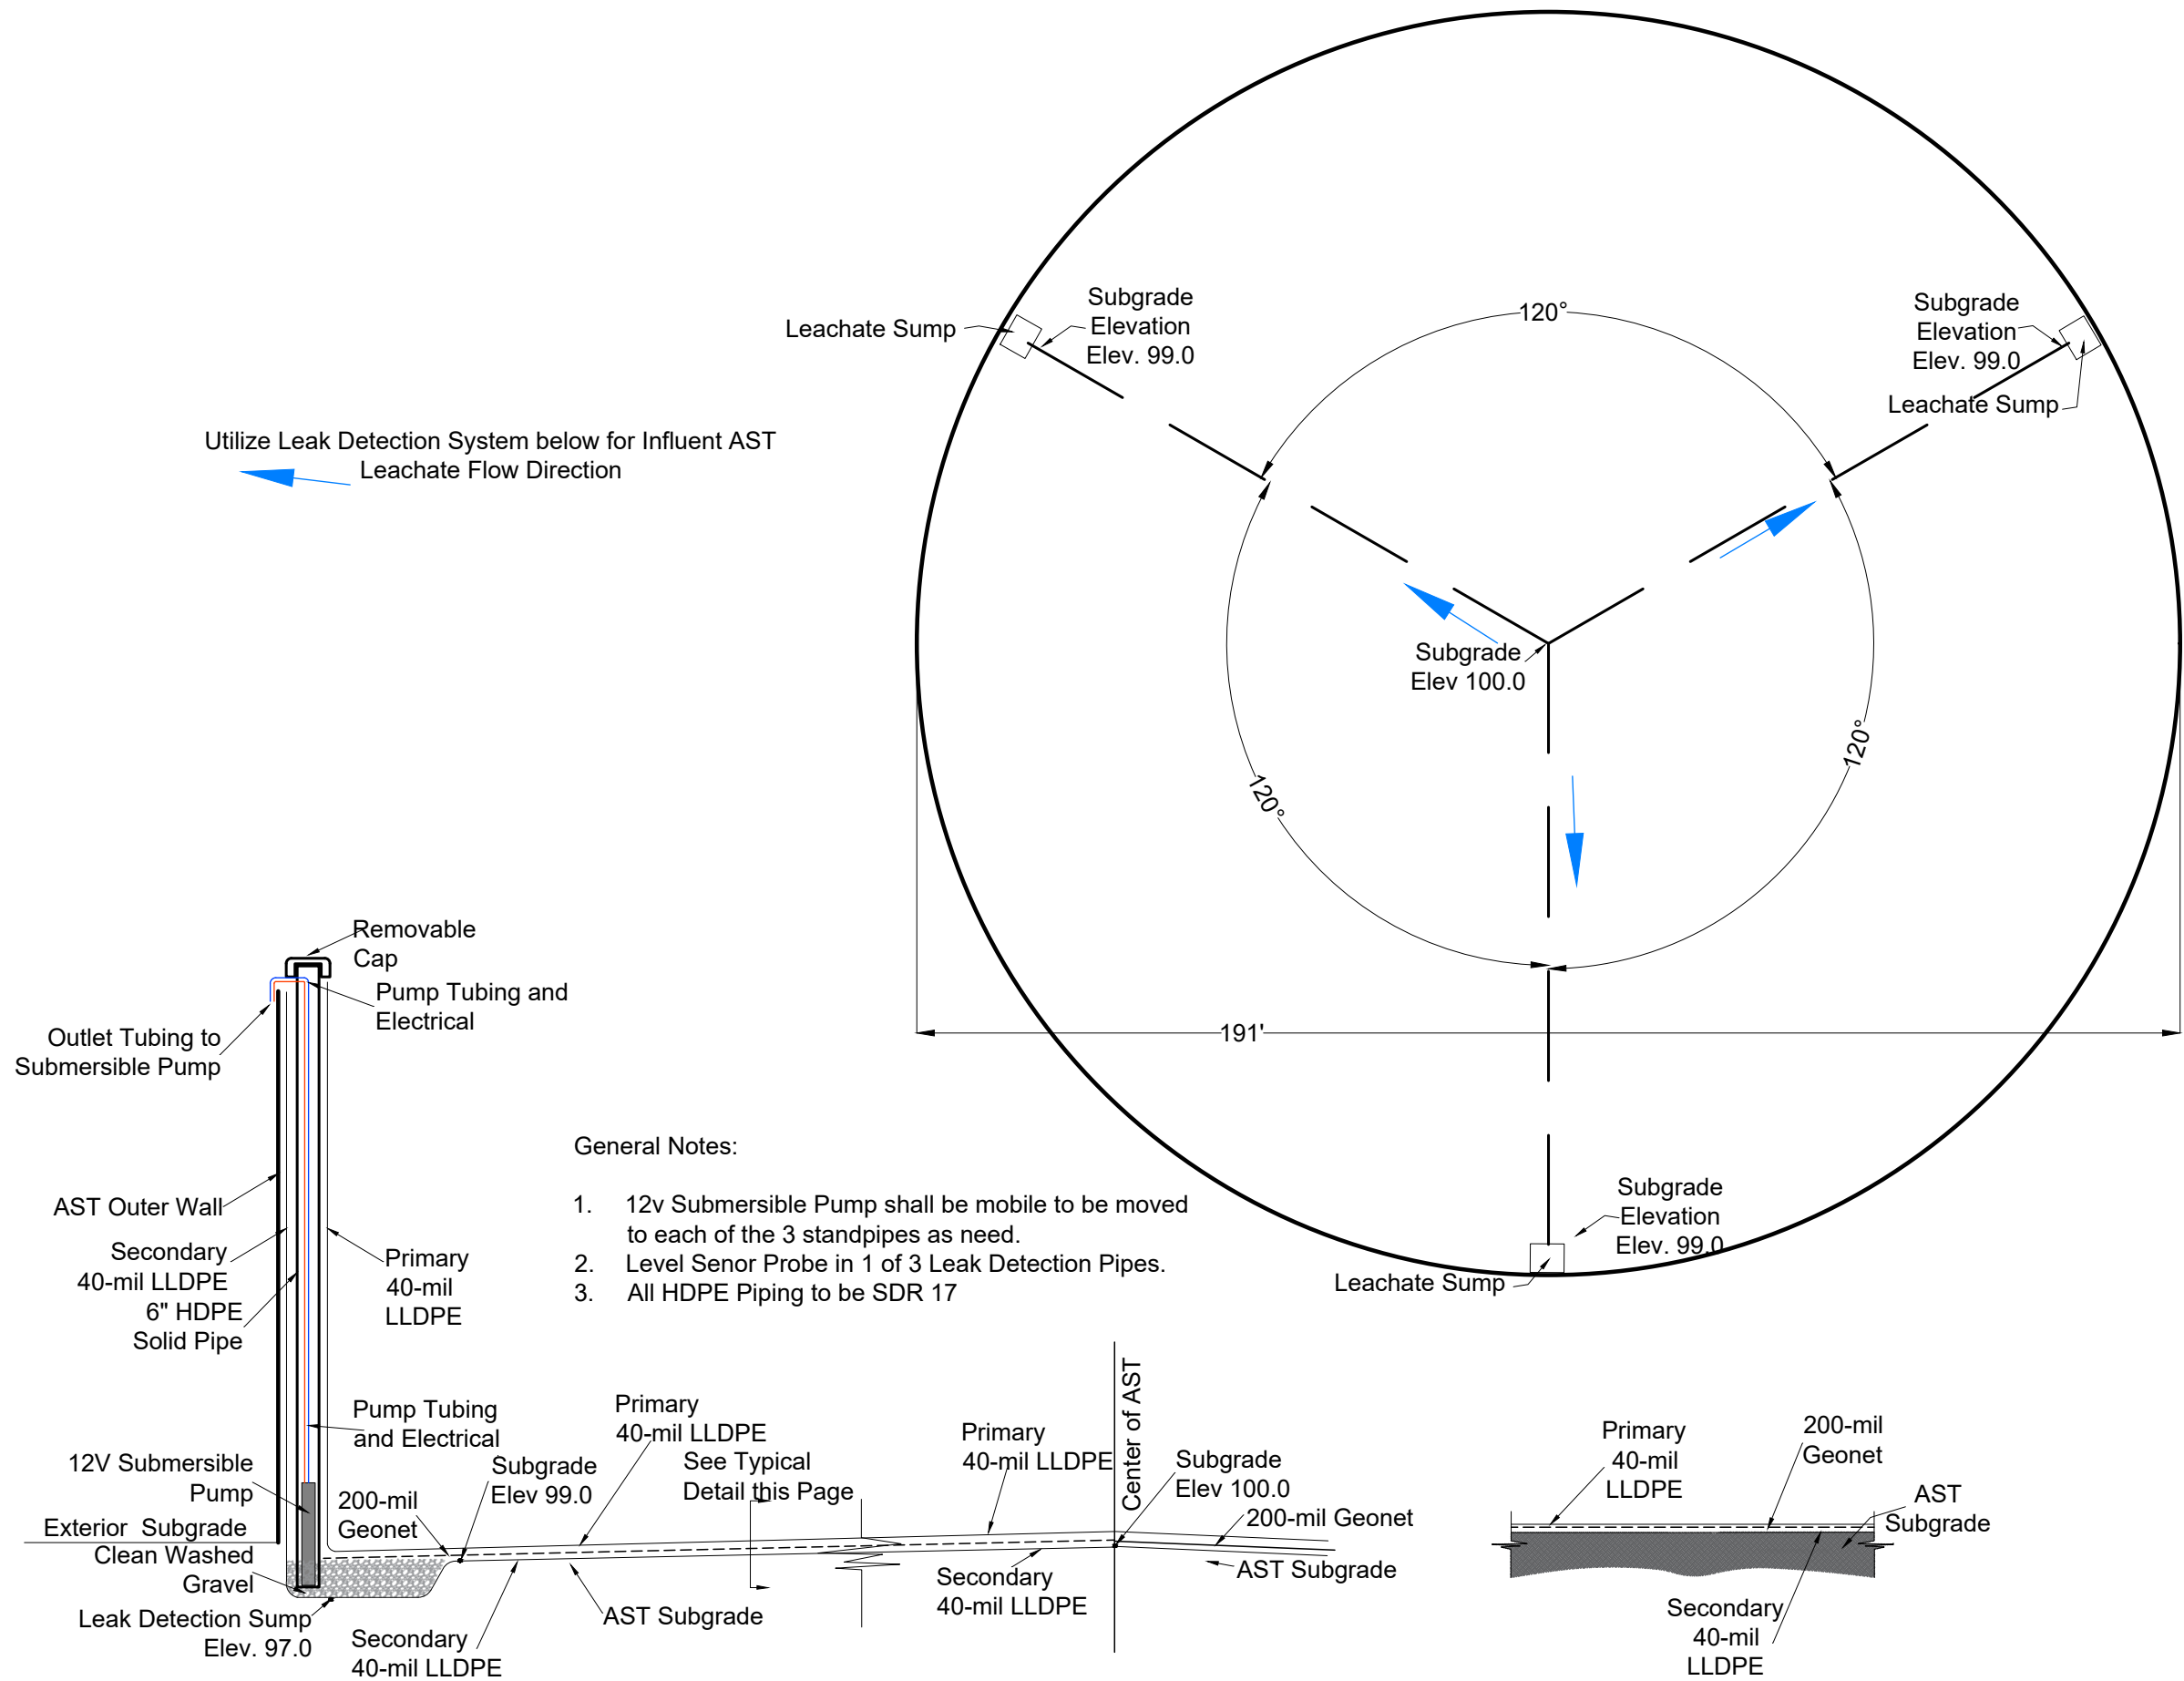 120°
Subgrade
Elevation
Elev. 99.0
Leachate Sump
Subgrade
Elevation
Elev. 99.0
Leachate Sump
Utilize Leak Detection System below for Influent AST
Leachate Flow Direction
Subgrade
Elev 100.0
120°
120°
191'
Subgrade
Elevation
Elev. 99.0
Leachate Sump
Removable
Cap
Pump Tubing and
Electrical
Outlet Tubing to
Submersible Pump
AST Outer Wall
Secondary
40-mil LLDPE
6" HDPE
Solid Pipe
Primary
40-mil
LLDPE
General Notes:
1. 12v Submersible Pump shall be mobile to be moved
to each of the 3 standpipes as need.
2. Level Senor Probe in 1 of 3 Leak Detection Pipes.
3. All HDPE Piping to be SDR 17
Pump Tubing
and Electrical
12V Submersible
Pump
Exterior Subgrade
Clean Washed
Gravel
Leak Detection Sump
Elev. 97.0
200-mil
Geonet
Subgrade
Elev 99.0
Primary
40-mil LLDPE
See Typical
Detail this Page
Secondary
40-mil LLDPE
AST Subgrade
Primary
40-mil LLDPE
Center of AST
Subgrade
Elev 100.0
200-mil Geonet
AST Subgrade
Secondary
40-mil LLDPE
Primary
40-mil
LLDPE
200-mil
Geonet
AST
Subgrade
Secondary
40-mil
LLDPE